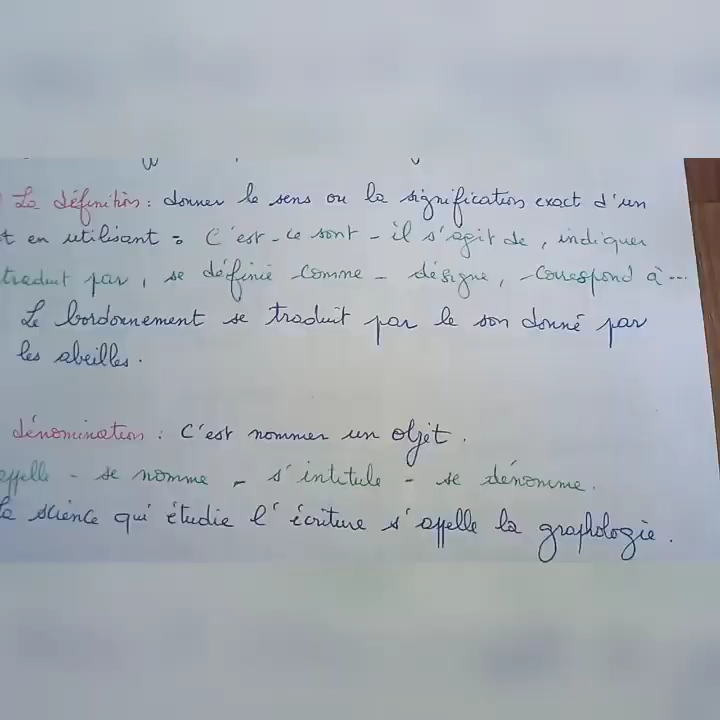 La définition : donner le sens ou la signification exact d'un
t en utilisant = C'est - ce sont - il s'agit de, indiquer
traduit par, se définie comme - désigne, - correspond à ...
Le bordonnement se traduit par le son donné par
les abeilles.
dénomination : C'est nommer un objet.
appelle - se nomme - s'intitule - se dénomme.
la science qui étudie l'écriture s'appelle la graphologie.